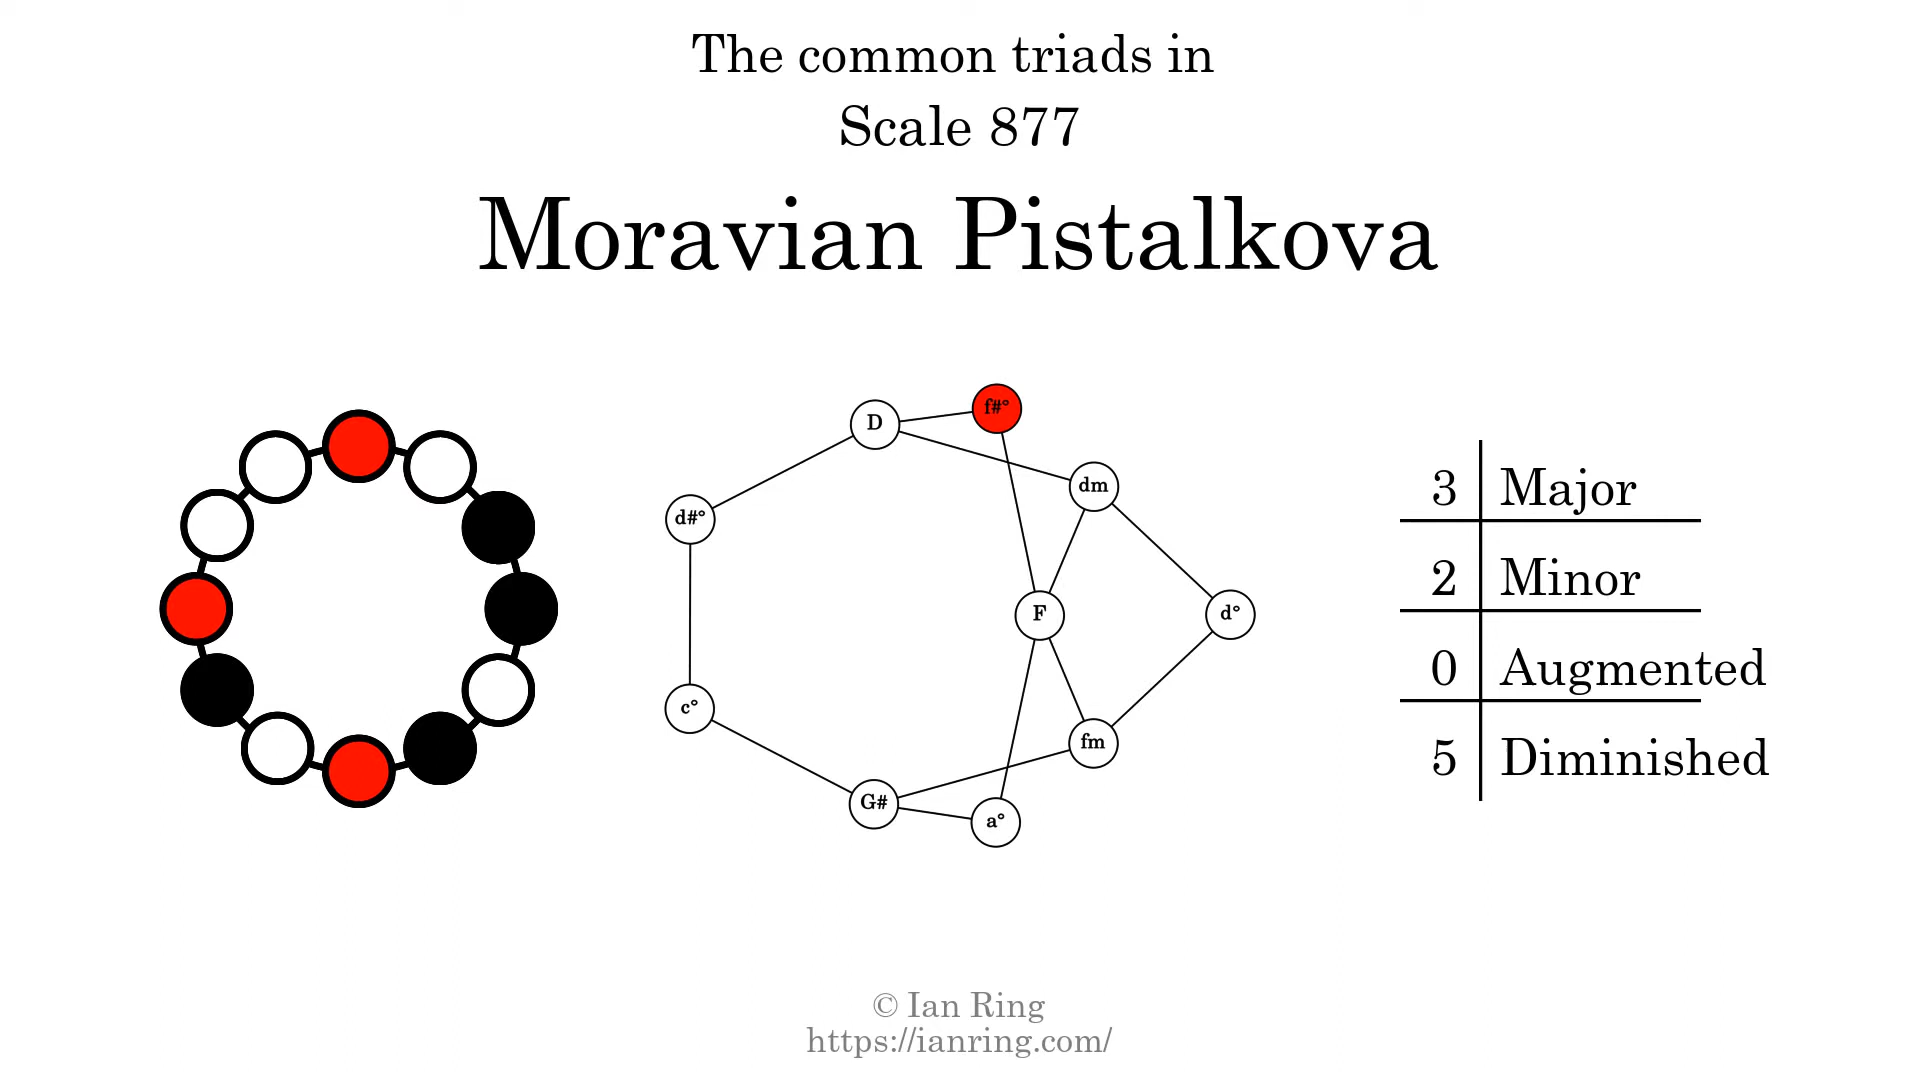 The common triads in
Scale 877
Moravian Pistalkova
f#°
D
dm
d#°
F
d°
c°
fm
G#
a°
3 Major
2 Minor
0 Augmented
5 Diminished
© Ian Ring
https://ianring.com/